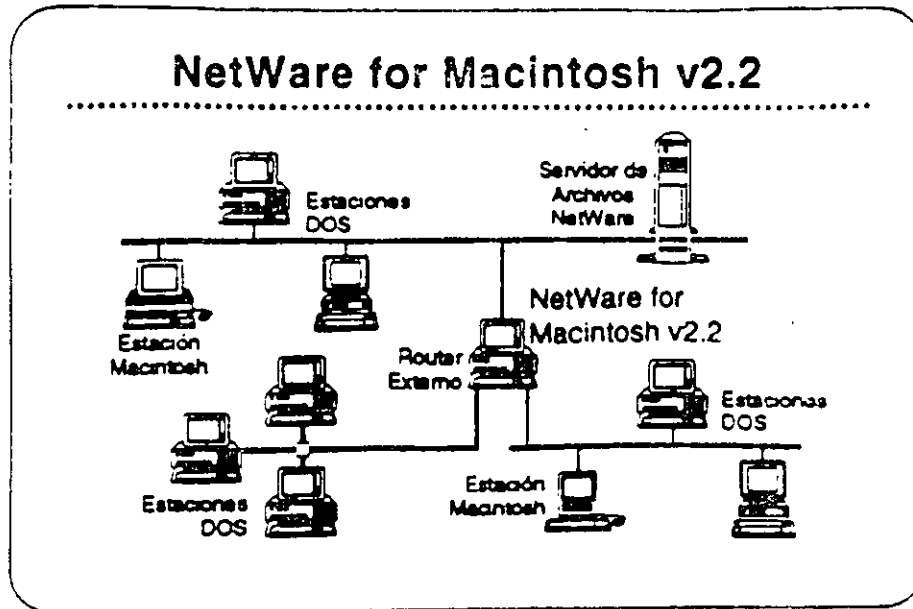 NetWare for Macintosh v2.2
Estaciones
DOS
Servidor de
Archivos
NetWare
Estación
Macintosh
NetWare for
Macintosh v2.2
Router
Externo
Estaciones
DOS
Estaciones
DOS
Estación
Macintosh